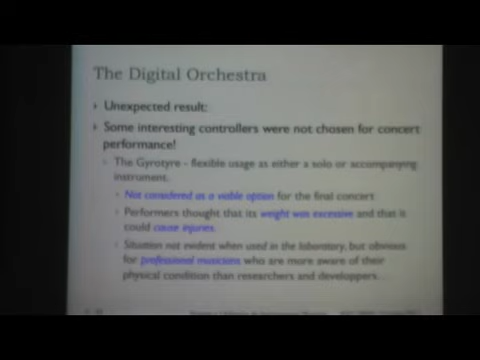 The Digital Orchestra
Unexpected result:
Some interesting controllers were not chosen for concert
performance!
The Gyrotyre - flexible usage as either a solo or accompanying
instrument.
Not considered as a viable option for the final concert
Performers thought that its weight was excessive and that it
could cause injuries.
Situation not evident when used in the laboratory, but obvious
for professional musicians who are more aware of their
physical condition than researchers and developpers.